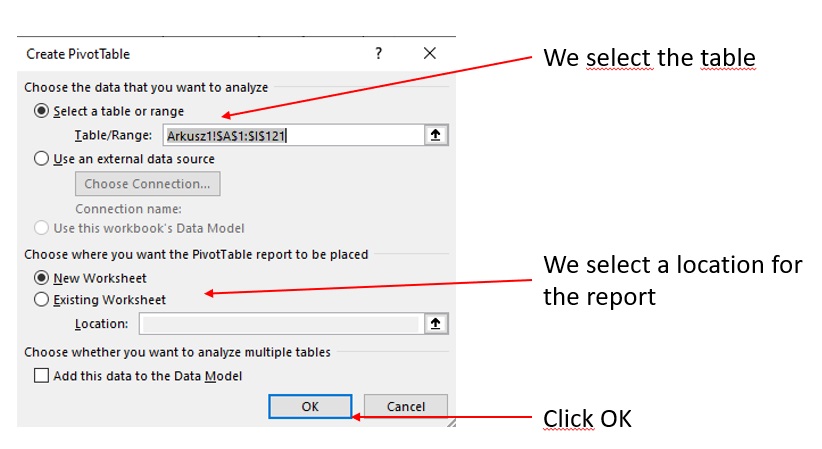 Create PivotTable ? ×
We select the table
Choose the data that you want to analyze
Select a table or range
Table/Range: Arkusz1!$A$1:$I$121
Use an external data source
Choose Connection...
Connection name:
Use this workbook's Data Model
Choose where you want the PivotTable report to be placed
New Worksheet
Existing Worksheet
Location:
We select a location for
the report
Choose whether you want to analyze multiple tables
Add this data to the Data Model
OK Cancel
Click OK